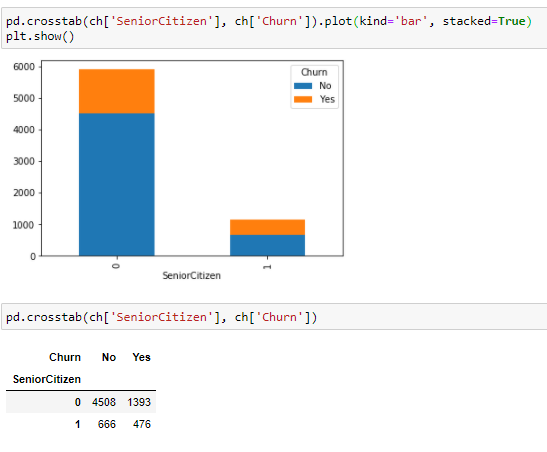 pd.crosstab(ch['SeniorCitizen'], ch['Churn']).plot(kind='bar', stacked=True)
plt.show()
6000
5000
4000
3000
2000
1000
0
Churn
No
Yes
0
1
SeniorCitizen
pd.crosstab(ch['SeniorCitizen'], ch['Churn'])
Churn No Yes
SeniorCitizen
0 4508 1393
1 666 476